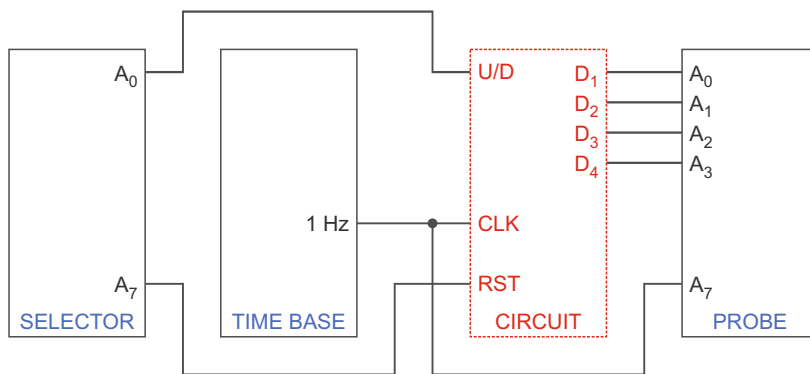 A0
A7
SELECTOR
1 Hz
TIME BASE
U/D
CLK
RST
D1
D2
D3
D4
CIRCUIT
A0
A1
A2
A3
A7
PROBE